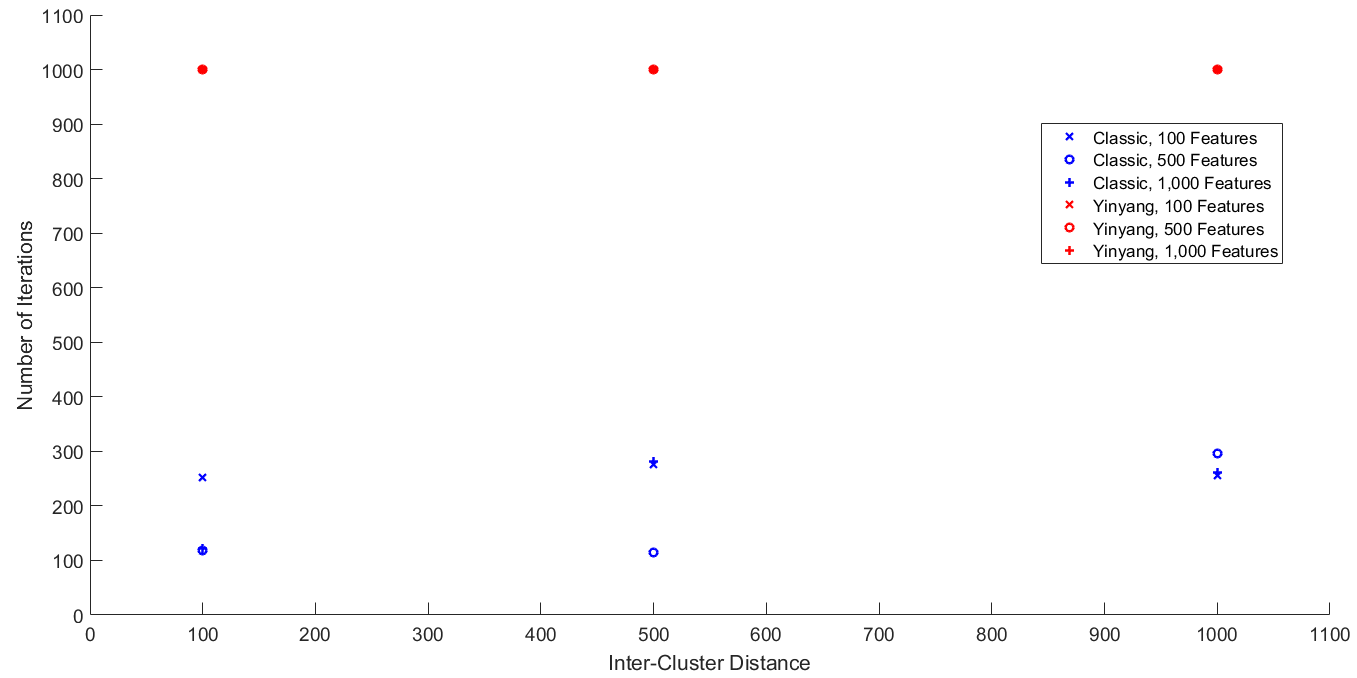 1100
1000
900
800
700
600
500
400
300
200
100
0
Number of Iterations
Classic, 100 Features
Classic, 500 Features
Classic, 1,000 Features
Yinyang, 100 Features
Yinyang, 500 Features
Yinyang, 1,000 Features
0 100 200 300 400 500 600 700 800 900 1000 1100
Inter-Cluster Distance